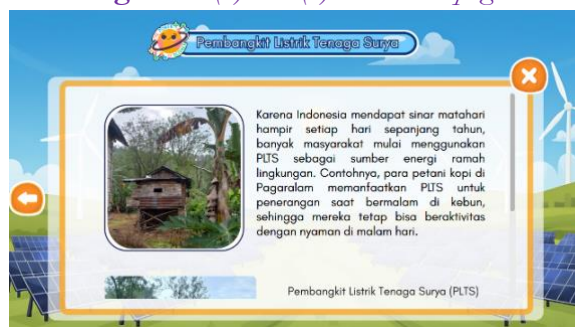 Pembangkit Listrik Tenaga Surya
Karena Indonesia mendapat sinar matahari
hampir setiap hari sepanjang tahun,
banyak masyarakat mulai menggunakan
PLTS sebagai sumber energi ramah
lingkungan. Contohnya, para petani kopi di
Pagaralam memanfaatkan PLTS untuk
penerangan saat bermalam di kebun,
sehingga mereka tetap bisa beraktivitas
dengan nyaman di malam hari.
Pembangkit Listrik Tenaga Surya (PLTS)